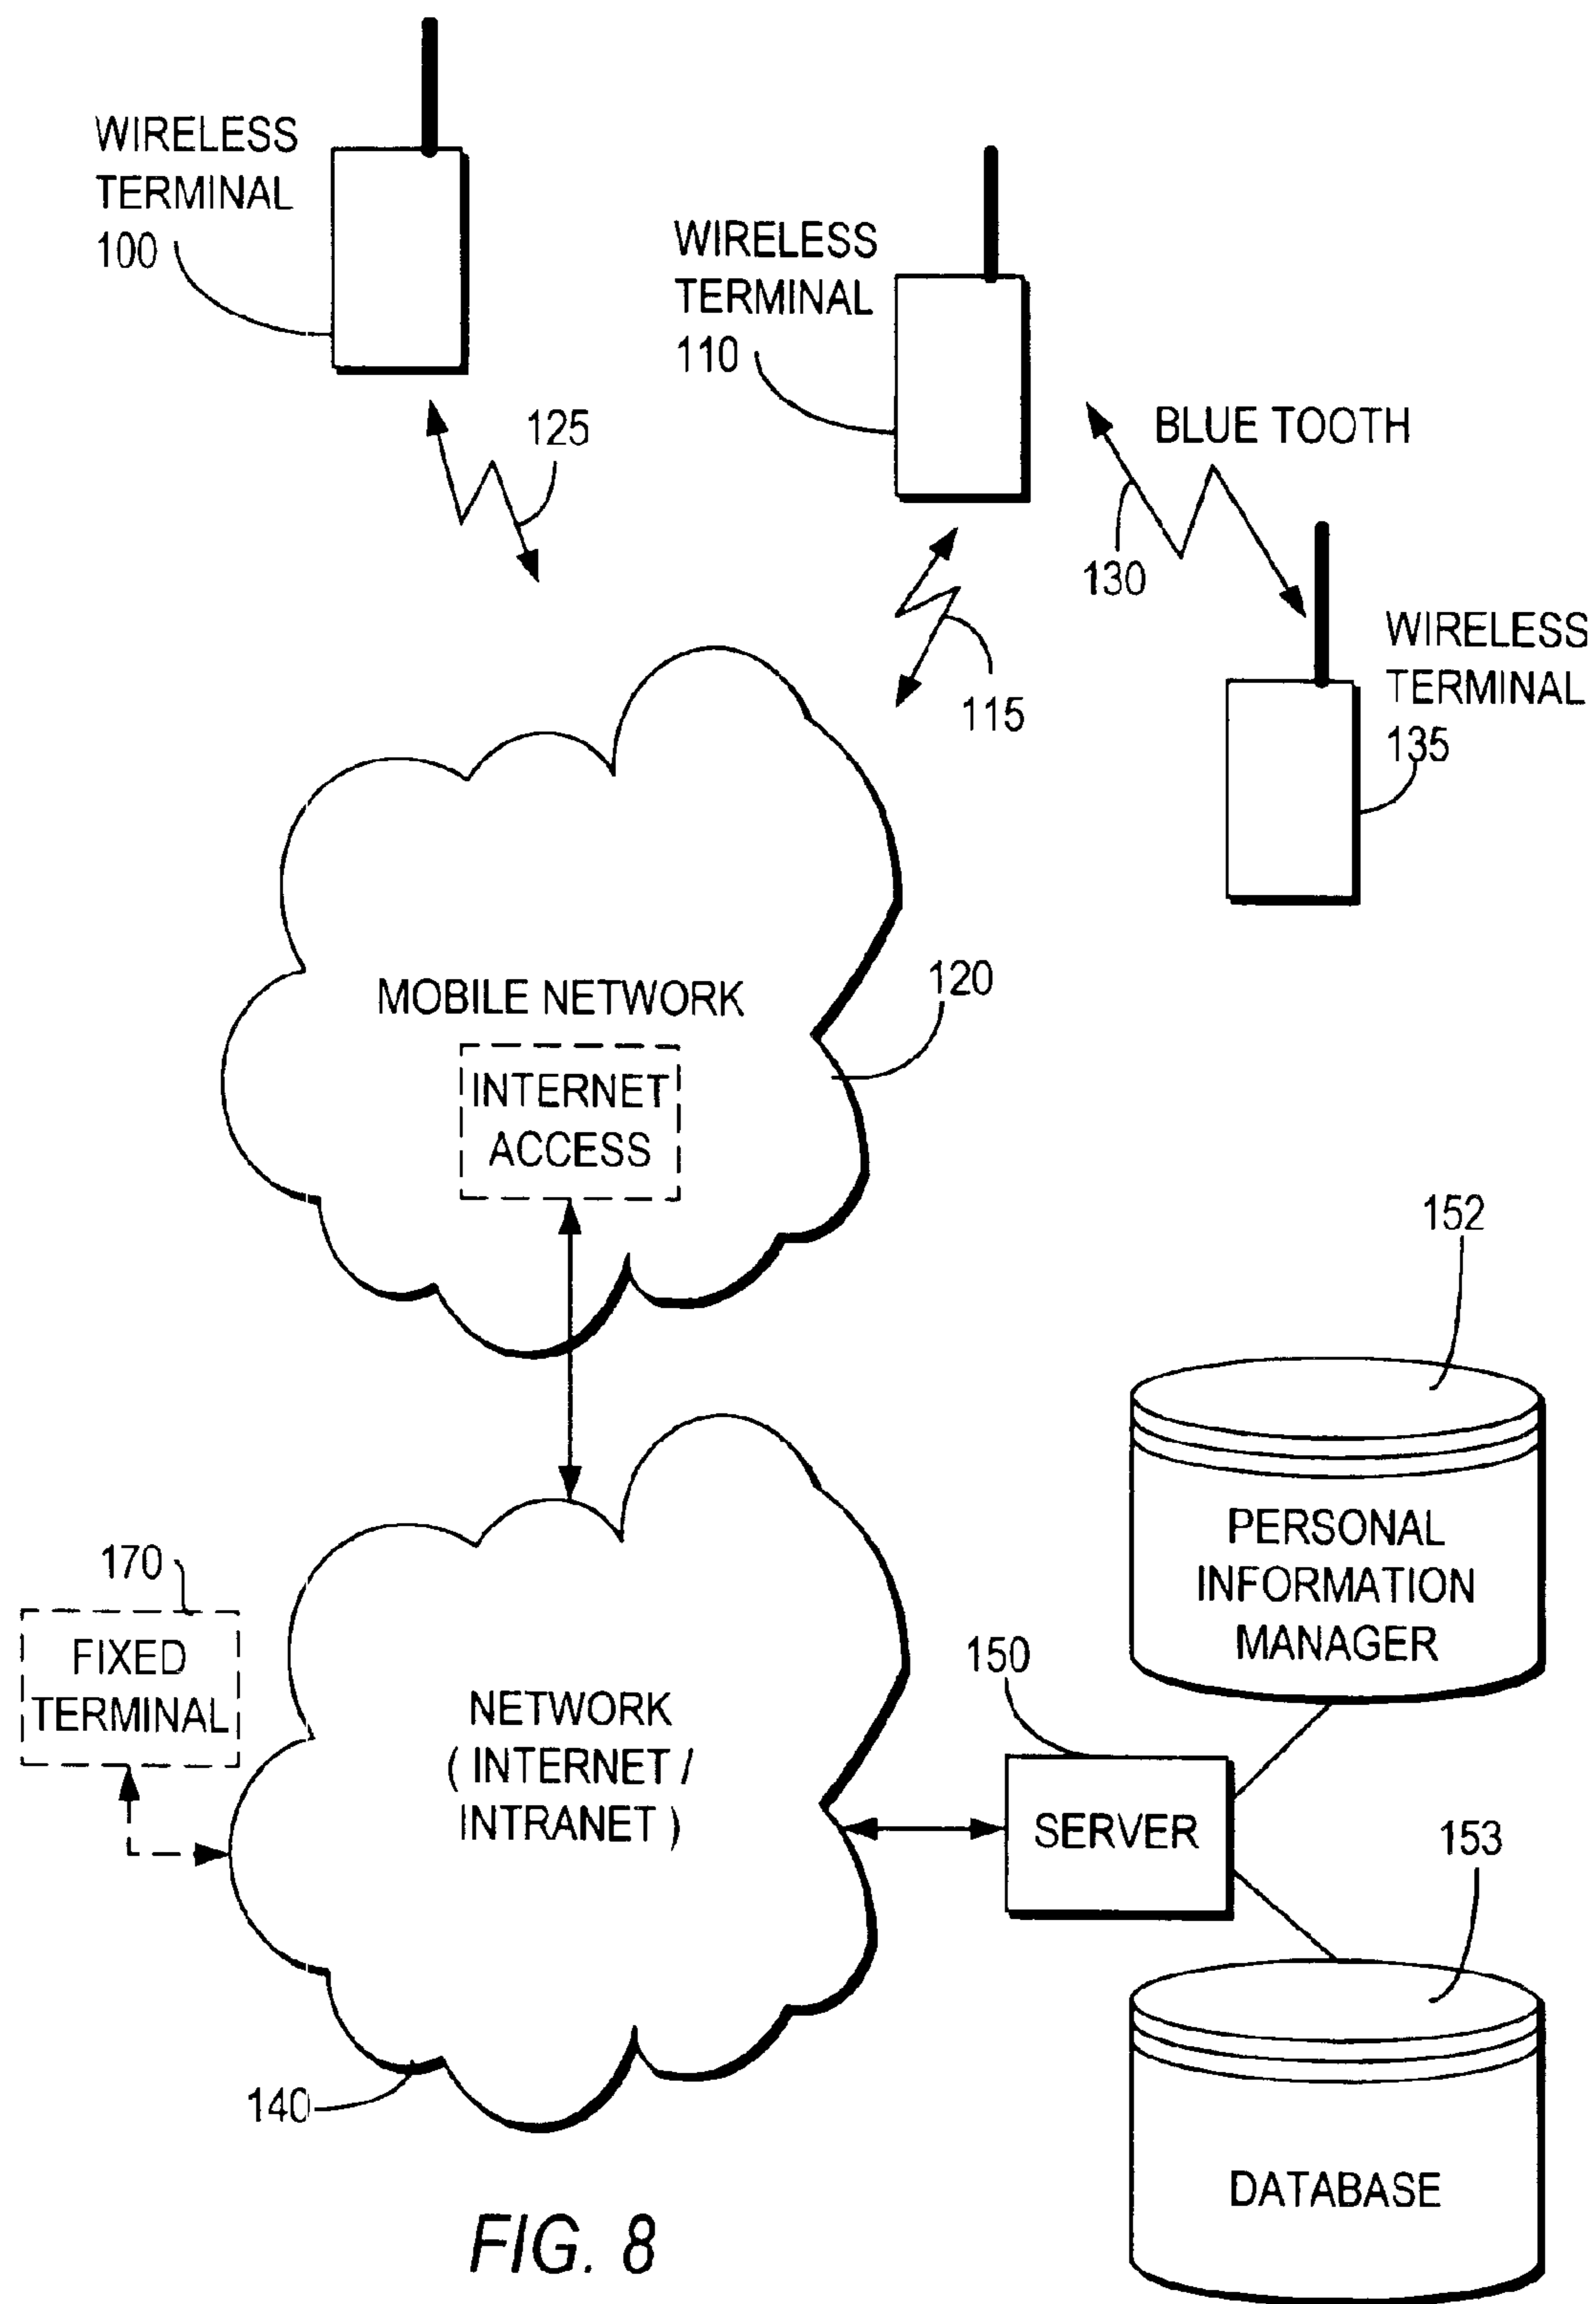 WIRELESS
TERMINAL
100
WIRELESS
TERMINAL
110
125
BLUE TOOTH
130
115
WIRELESS
TERMINAL
135
MOBILE NETWORK
120
INTERNET
ACCESS
152
PERSONAL
INFORMATION
MANAGER
170
FIXED
TERMINAL
NETWORK
( INTERNET /
INTRANET )
150
SERVER
153
140
DATABASE
FIG. 8